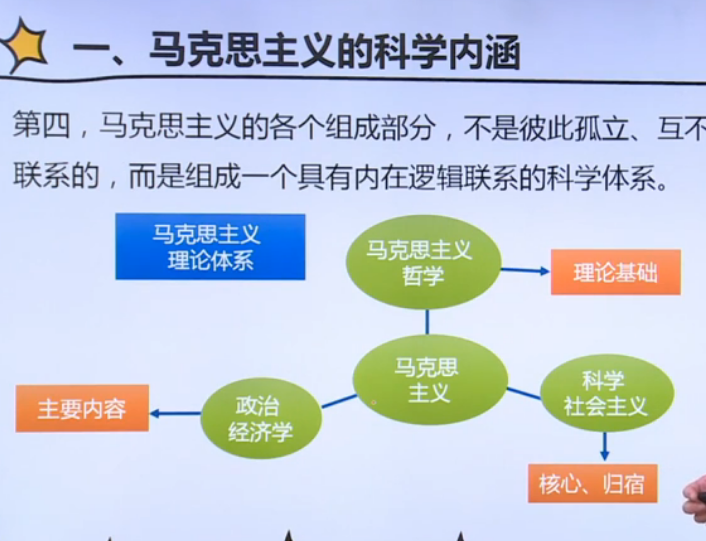 一、马克思主义的科学内涵
第四，马克思主义的各个组成部分，不是彼此孤立、互不
联系的，而是组成一个具有内在逻辑联系的科学体系。
马克思主义
理论体系
马克思主义
哲学
理论基础
马克思
主义
科学
社会主义
主要内容
政治
经济学
核心、归宿